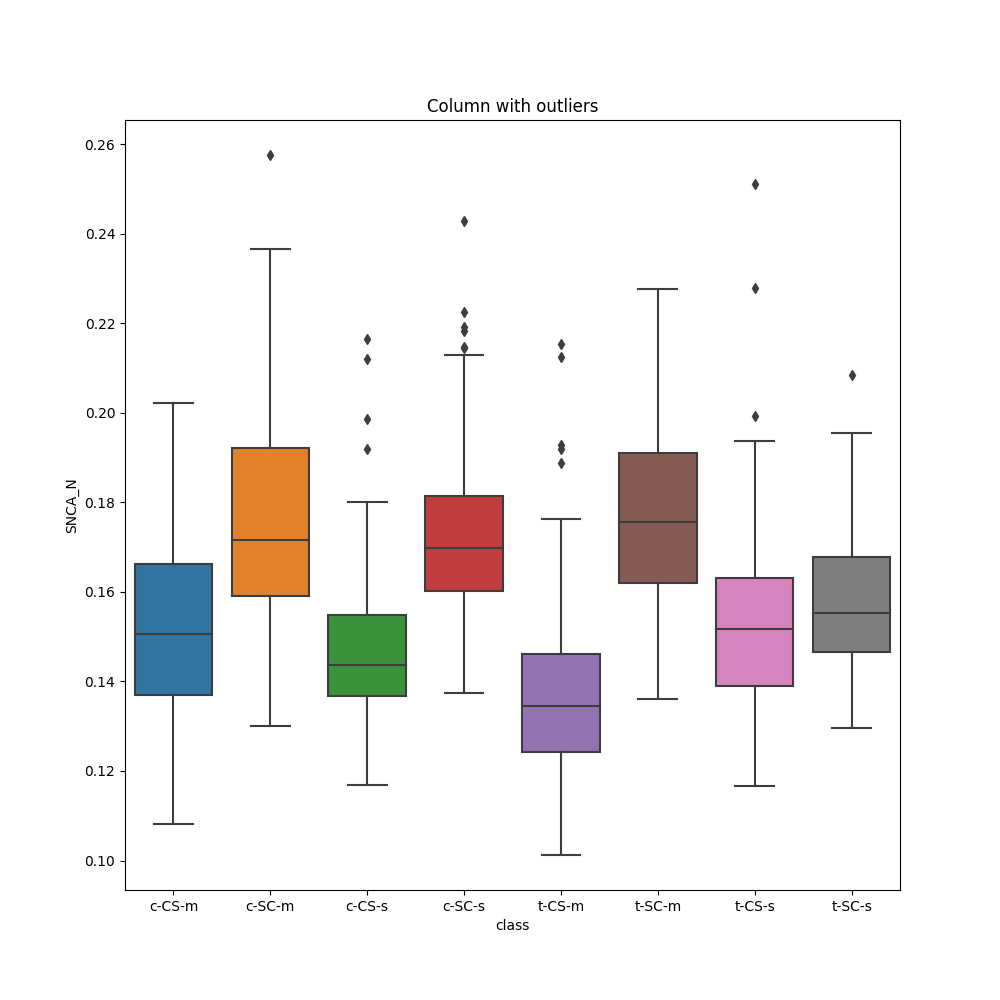 Column with outliers
0.26
0.24
0.22
0.20
0.18
0.16
0.14
0.12
0.10
SNCA_N
c-CS-m c-SC-m c-CS-s c-SC-s t-CS-m t-SC-m t-CS-s t-SC-s
class